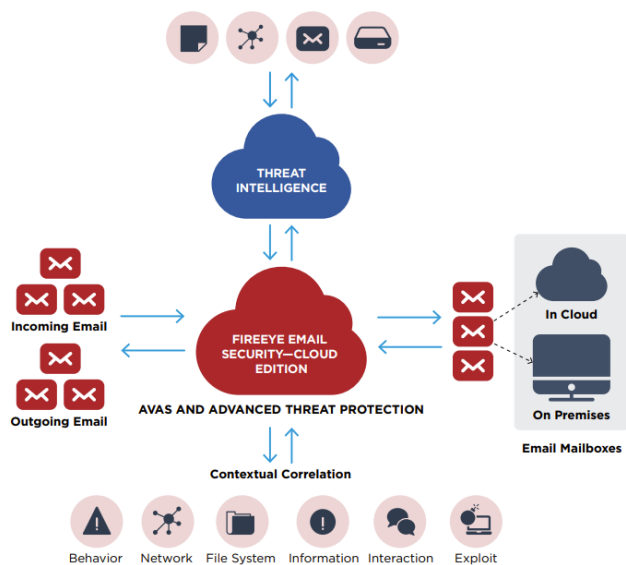 THREAT
INTELLIGENCE
Incoming Email
FIREEYE EMAIL
SECURITY—CLOUD
EDITION
In Cloud
Outgoing Email
AVAS AND ADVANCED THREAT PROTECTION
On Premises
Email Mailboxes
Contextual Correlation
Behavior Network File System Information Interaction Exploit